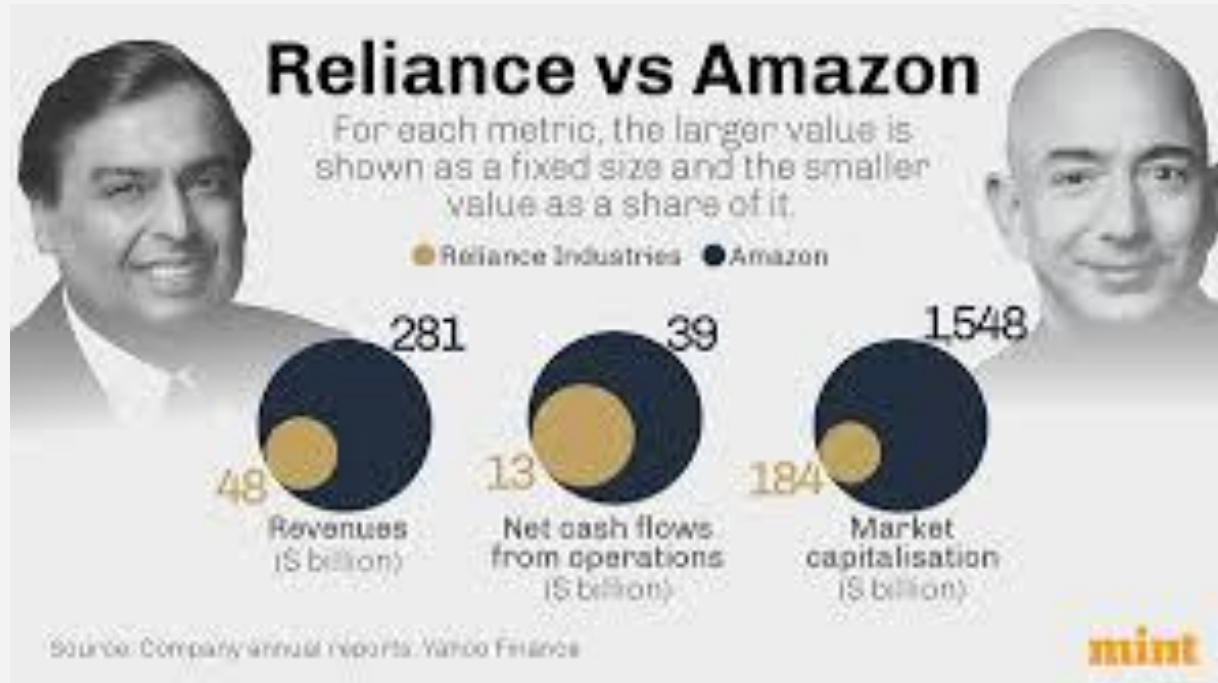 Reliance vs Amazon
For each metric, the larger value is
shown as a fixed size and the smaller
value as a share of it.
Reliance Industries Amazon
281
48
Revenues
($ billion)
39
13
Net cash flows
from operations
($ billion)
1,548
184
Market
capitalisation
($ billion)
Source: Company annual reports, Yahoo Finance
mint